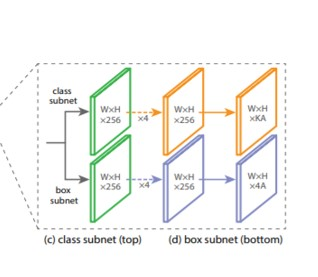 class
subnet
W×H
×256
×4
W×H
×256
W×H
×KA
box
subnet
W×H
×256
×4
W×H
×256
W×H
×4A
(c) class subnet (top)
(d) box subnet (bottom)